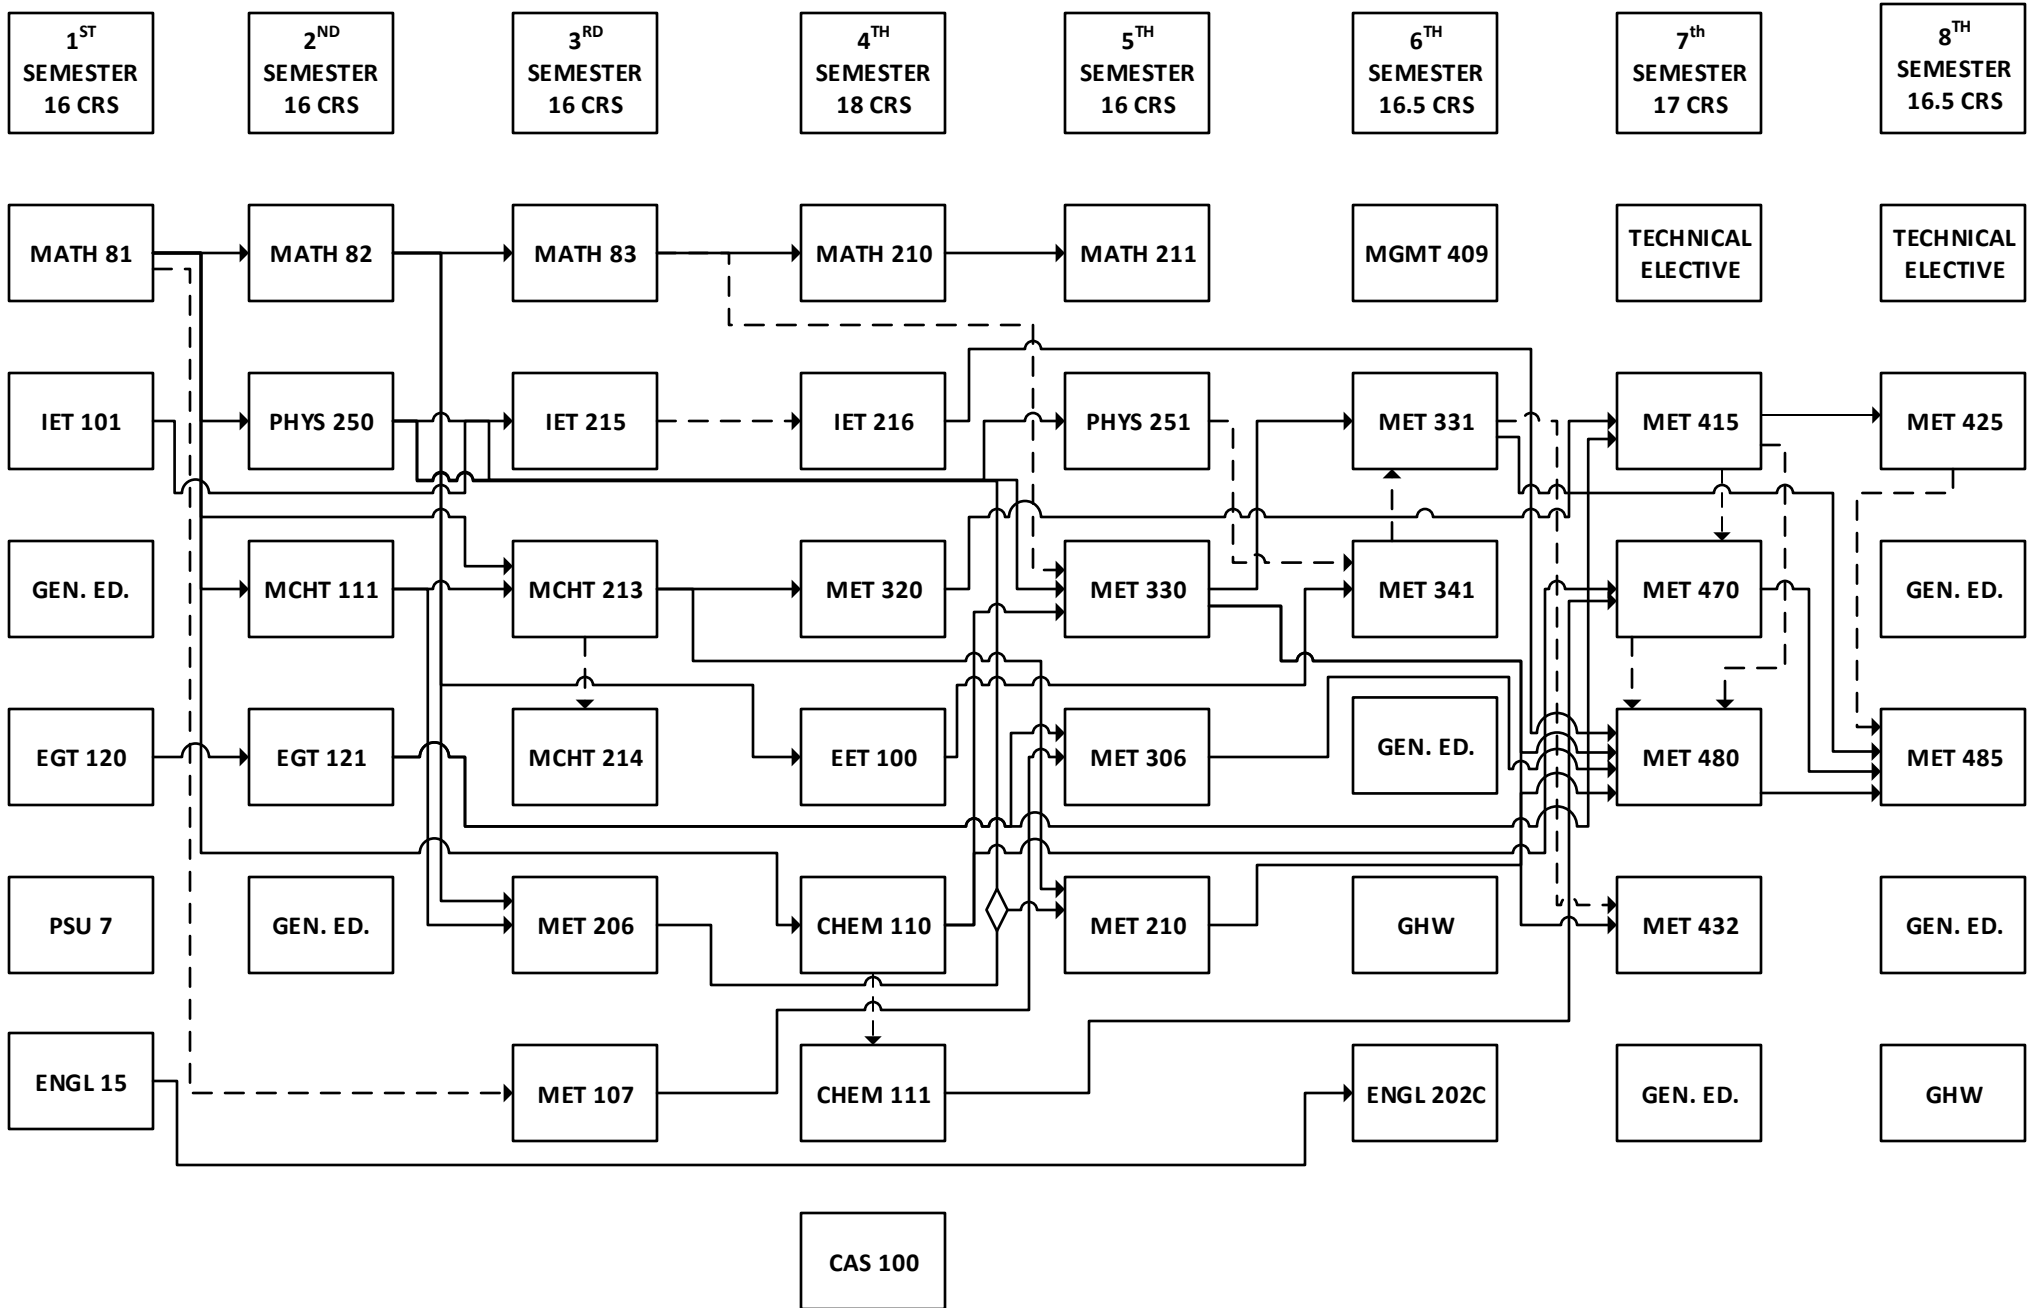 1ST
SEMESTER
16 CRS
2ND
SEMESTER
16 CRS
3RD
SEMESTER
16 CRS
4TH
SEMESTER
18 CRS
5TH
SEMESTER
16 CRS
6TH
SEMESTER
16.5 CRS
7th
SEMESTER
17 CRS
8TH
SEMESTER
16.5 CRS
MATH 81
MATH 82
MATH 83
MATH 210
MATH 211
MGMT 409
TECHNICAL
ELECTIVE
TECHNICAL
ELECTIVE
IET 101
PHYS 250
IET 215
IET 216
PHYS 251
MET 331
MET 415
MET 425
GEN. ED.
MCHT 111
MCHT 213
MET 320
MET 330
MET 341
MET 470
GEN. ED.
EGT 120
EGT 121
MCHT 214
EET 100
MET 306
GEN. ED.
MET 480
MET 485
PSU 7
GEN. ED.
MET 206
CHEM 110
MET 210
GHW
MET 432
GEN. ED.
ENGL 15
MET 107
CHEM 111
ENGL 202C
GEN. ED.
GHW
CAS 100